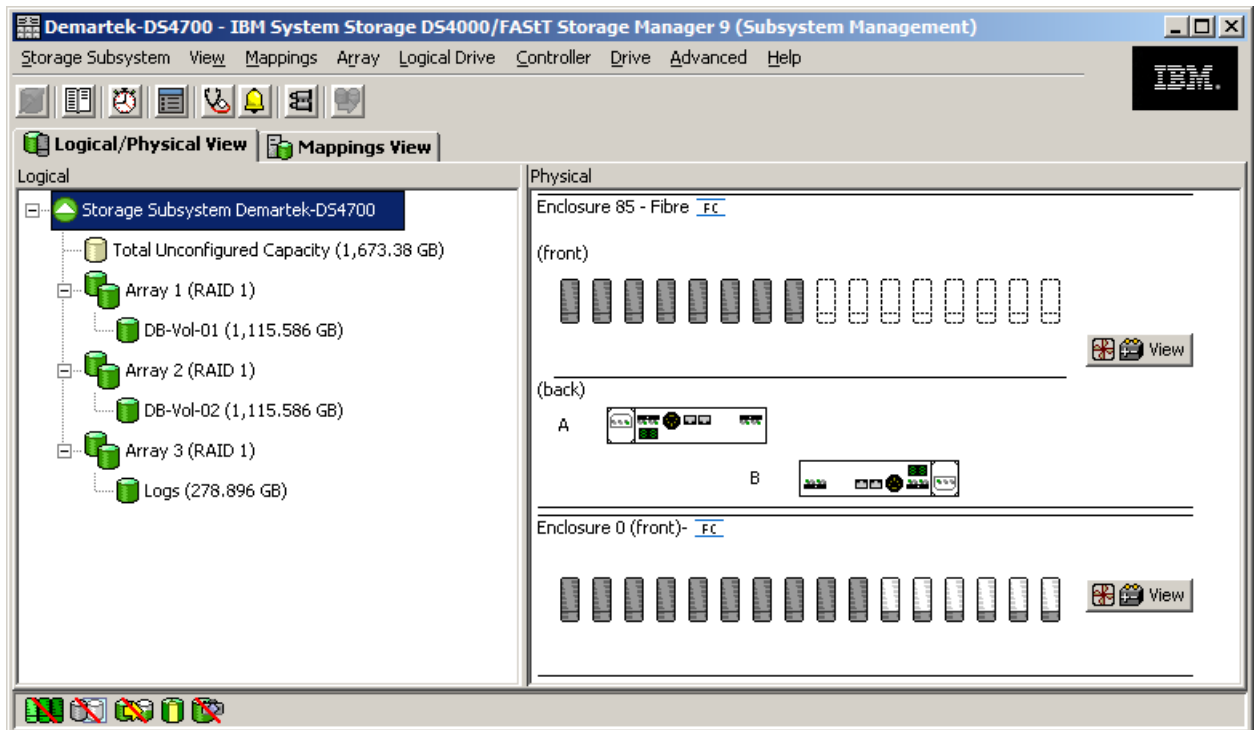 Demartek-DS4700 - IBM System Storage DS4000/FAStT Storage Manager 9 (Subsystem Management)
Storage Subsystem View Mappings Array Logical Drive Controller Drive Advanced Help
IBM.
Logical/Physical View Mappings View
Logical
Storage Subsystem Demartek-DS4700
Total Unconfigured Capacity (1,673.38 GB)
Array 1 (RAID 1)
DB-Vol-01 (1,115.586 GB)
Array 2 (RAID 1)
DB-Vol-02 (1,115.586 GB)
Array 3 (RAID 1)
Logs (278.896 GB)
Physical
Enclosure 85 - Fibre FC
(front)
View
(back)
A
B
Enclosure 0 (front)- FC
View